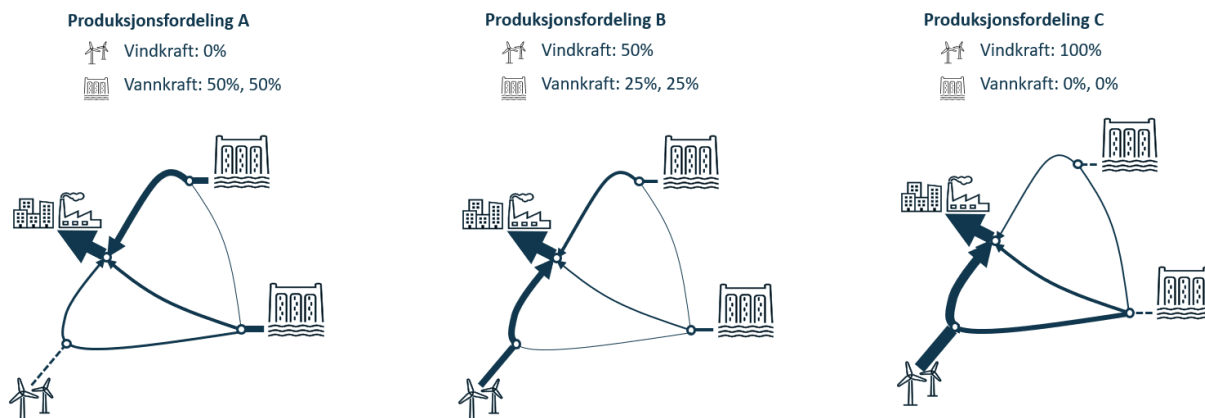 Produksjonsfordeling A
Vindkraft: 0%
Vannkraft: 50%, 50%
Produksjonsfordeling B
Vindkraft: 50%
Vannkraft: 25%, 25%
Produksjonsfordeling C
Vindkraft: 100%
Vannkraft: 0%, 0%